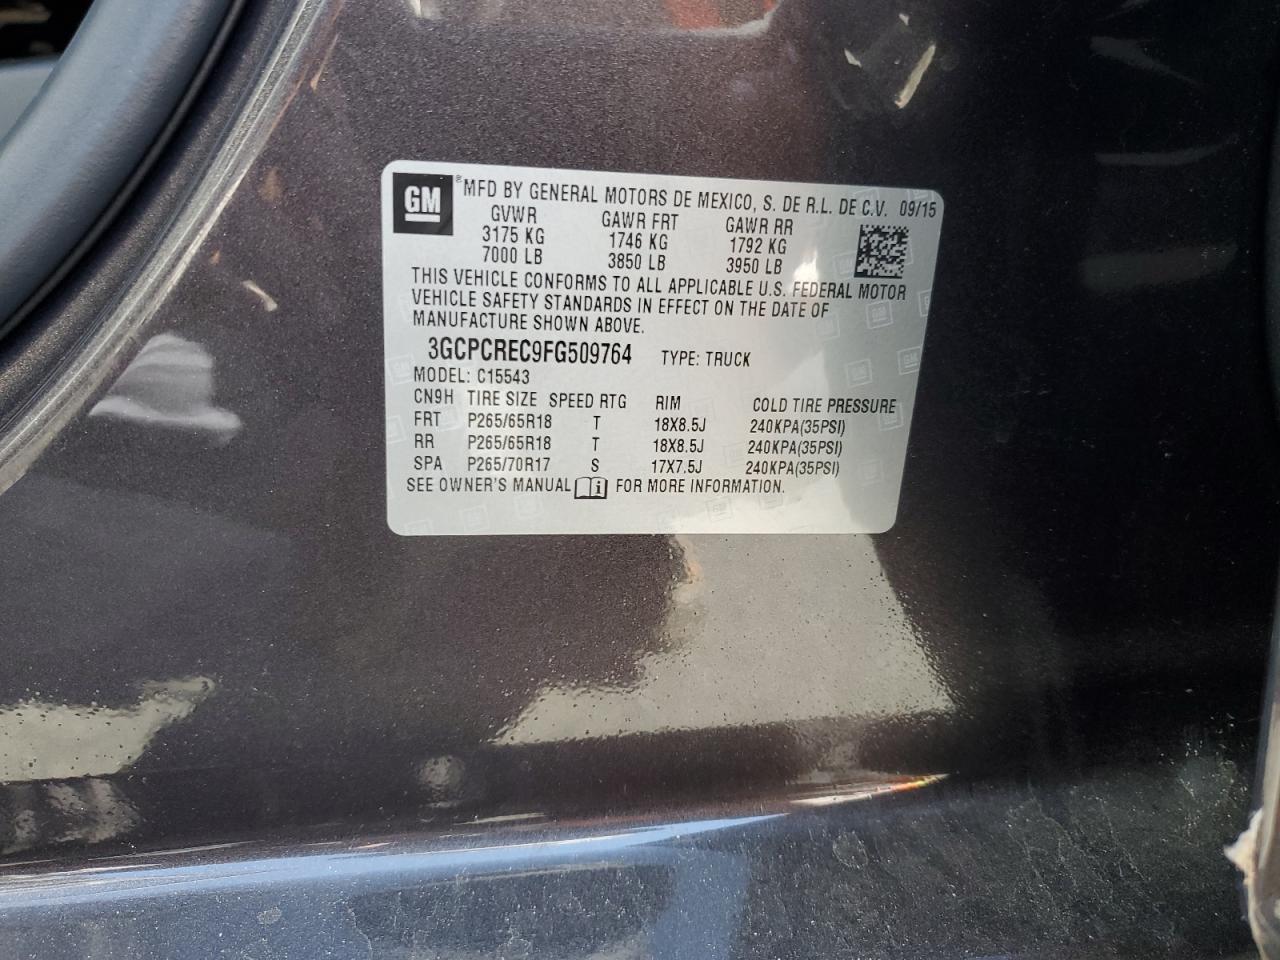 GM ® MFD BY GENERAL MOTORS DE MEXICO, S. DE R.L. DE C.V. 09/15
GVWR GAWR FRT GAWR RR
3175 KG 1746 KG 1792 KG
7000 LB 3850 LB 3950 LB
THIS VEHICLE CONFORMS TO ALL APPLICABLE U.S. FEDERAL MOTOR
VEHICLE SAFETY STANDARDS IN EFFECT ON THE DATE OF
MANUFACTURE SHOWN ABOVE.
3GCPCREC9FG509764 TYPE: TRUCK
MODEL: C15543
CN9H TIRE SIZE SPEED RTG RIM COLD TIRE PRESSURE
FRT P265/65R18 T 18X8.5J 240KPA(35PSI)
RR P265/65R18 T 18X8.5J 240KPA(35PSI)
SPA P265/70R17 S 17X7.5J 240KPA(35PSI)
SEE OWNER'S MANUAL i FOR MORE INFORMATION.